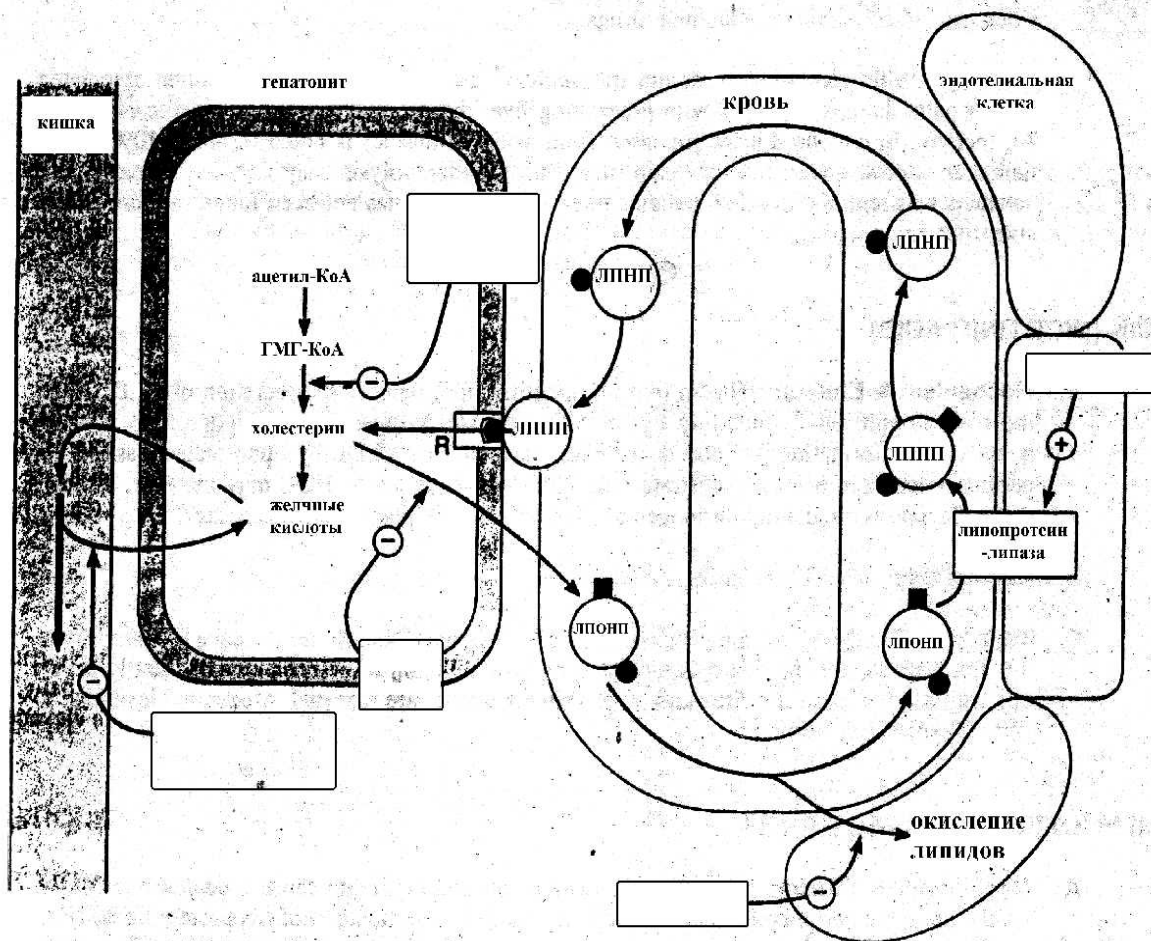 гепатоцит
эндотелиальная
клетка
кровь
кишка
ЛПНП
ЛПНП
ацетил-КоА
ГМГ-КоА
−
холестерин
R
ЛПНП
ЛППП
+
желчные
кислоты
−
липопротеин
-липаза
ЛПОНП
ЛПОНП
−
окисление
липидов
−